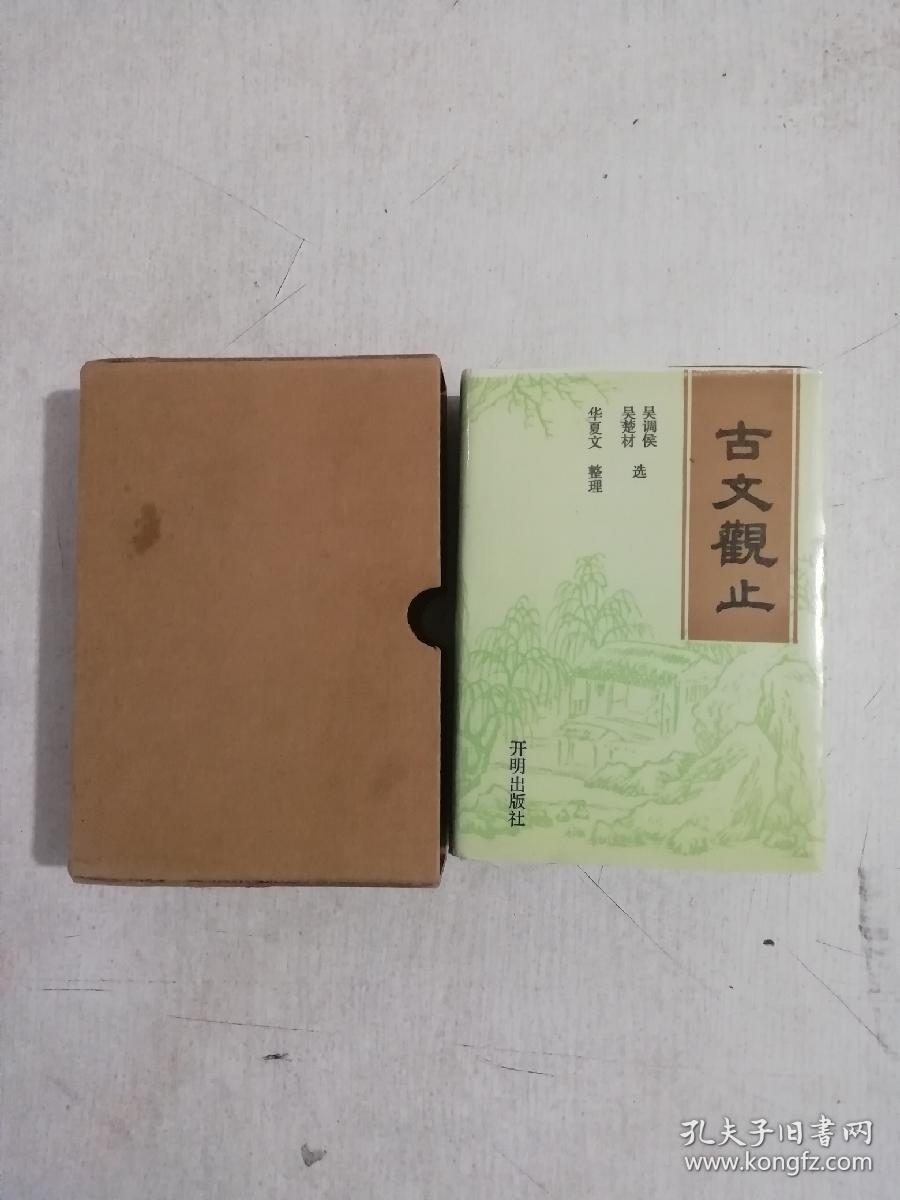 古文觀止
吴调侯
吴楚材 选
华夏文 整理
开明出版社
孔夫子旧書网
www.kongfz.com